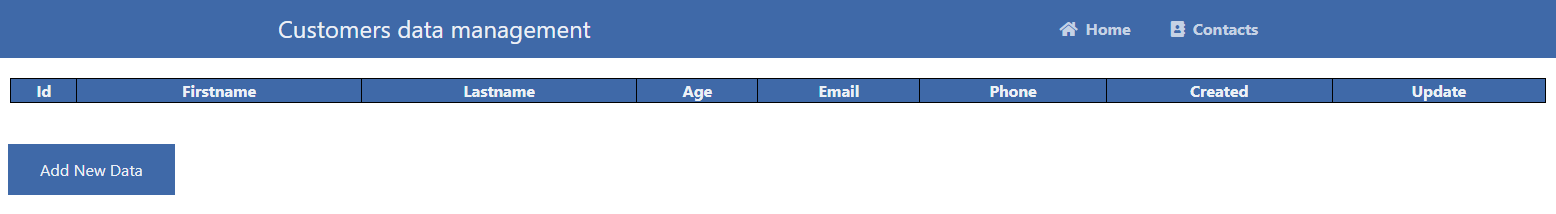 Customers data management Home Contacts
Id Firstname Lastname Age Email Phone Created Update
Add New Data